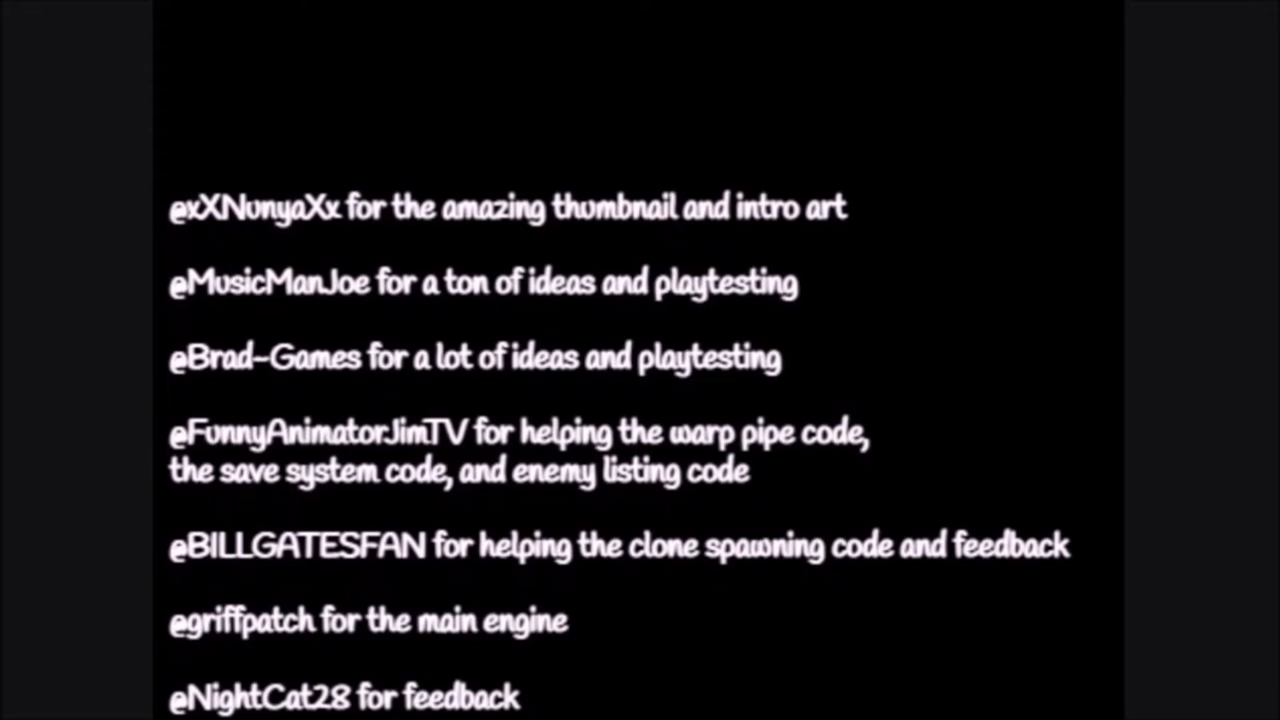 @xXNunyaXx for the amazing thumbnail and intro art
@MusicManJoe for a ton of ideas and playtesting
@Brad-Games for a lot of ideas and playtesting
@FunnyAnimatorJimTV for helping the warp pipe code,
the save system code, and enemy listing code
@BILLGATESFAN for helping the clone spawning code and feedback
@griffpatch for the main engine
@NightCat28 for feedback